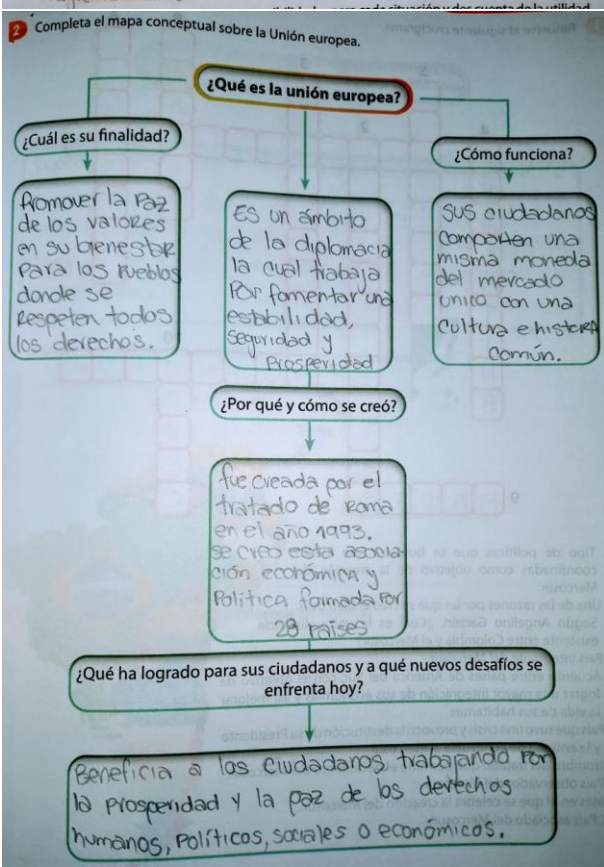 2 Completa el mapa conceptual sobre la Unión europea.
¿Qué es la unión europea?
¿Cuál es su finalidad?
¿Cómo funciona?
Promover la Paz
de los valores
en su bienestar
Para los Pueblos
donde se
Respeten todos
los derechos.
ES un ámbito
de la diplomacia
la cual trabaja
POR fomentar una
estabilidad,
seguridad y
Prosperidad
SUS ciudadanos
comparten una
misma moneda
del mercado
unico con una
cultura e historia
común.
¿Por qué y cómo se creó?
fue creada por el
tratado de Roma
en el año 1993.
se creo esta asocia-
ción económica y
Política formada POR
28 países
¿Qué ha logrado para sus ciudadanos y a qué nuevos desafíos se
enfrenta hoy?
Beneficia a los ciudadanos trabajando POR
la prosperidad y la paz de los derechos
humanos, Políticos, sociales o económicos.